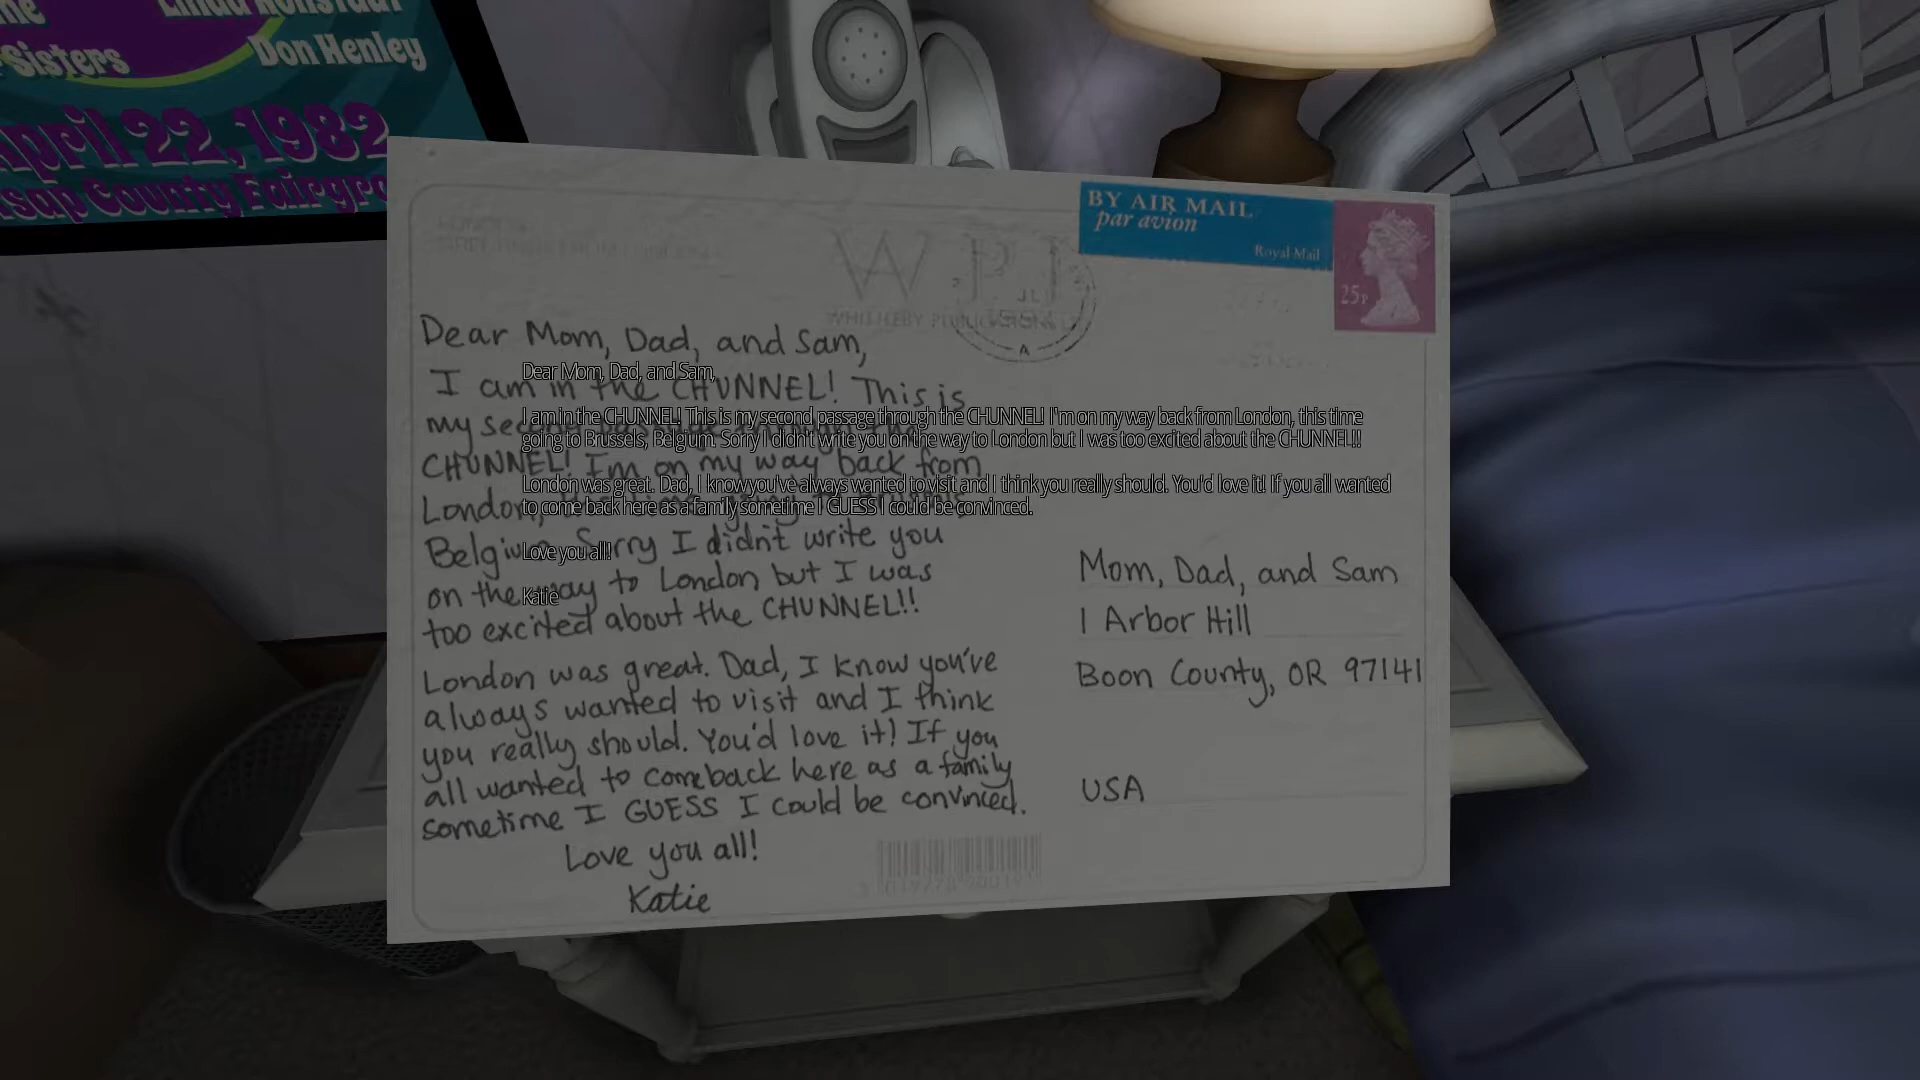 Linda Ronstadt
Sisters
Don Henley
April 22, 1982
County Fairgro
BY AIR MAIL
par avion
Royal Mail
25P
WPL
JL
A
Dear Mom, Dad, and Sam,
I am in the CHUNNEL! This is
my second passage through the
CHUNNEL! I'm on my way back from
London, this time going to Brussels,
Belgium. Sorry I didn't write you
on the way to London but I was
too excited about the CHUNNEL!!
London was great. Dad, I know you've
always wanted to visit and I think
you really should. You'd love it! If you
all wanted to come back here as a family
sometime I GUESS I could be convinced.
Love you all!
Katie
Mom, Dad, and Sam
1 Arbor Hill
Boon County, OR 97141
USA
Dear Mom, Dad, and Sam,
I am in the CHUNNEL! This is my second passage through the CHUNNEL! I'm on my way back from London, this time
going to Brussels, Belgium. Sorry I didn't write you on the way to London but I was too excited about the CHUNNEL!!
London was great. Dad, I know you've always wanted to visit and I think you really should. You'd love it! If you all wanted
to come back here as a family sometime I GUESS I could be convinced.
Love you all!
Katie